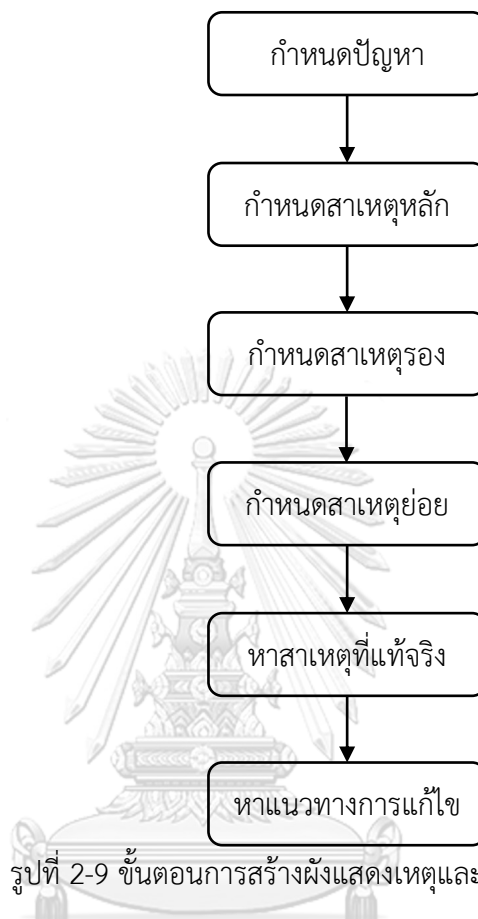 กำหนดปัญหา
กำหนดสาเหตุหลัก
กำหนดสาเหตุรอง
กำหนดสาเหตุย่อย
หาสาเหตุที่แท้จริง
หาแนวทางการแก้ไข
รูปที่ 2-9 ขั้นตอนการสร้างผังแสดงเหตุและ